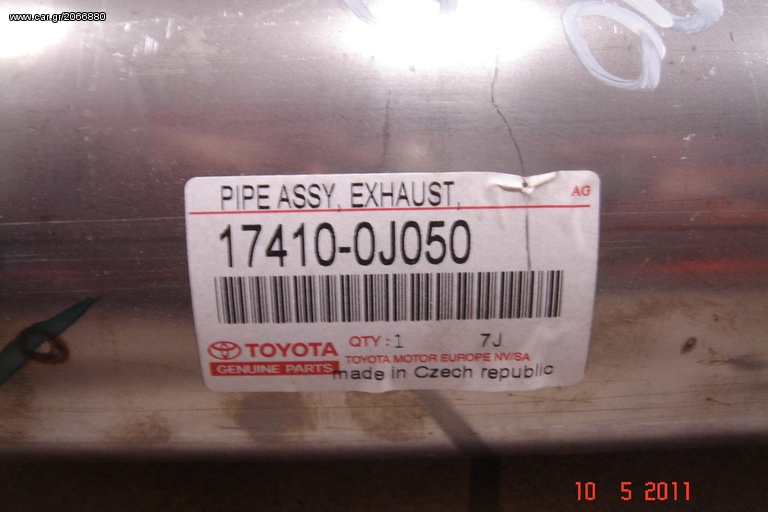 www.car.gr/2066880
PIPE ASSY, EXHAUST,
AG
17410-0J050
QTY : 1 7J
TOYOTA
TOYOTA MOTOR EUROPE NV/SA
GENUINE PARTS
made in Czech republic
10 5 2011